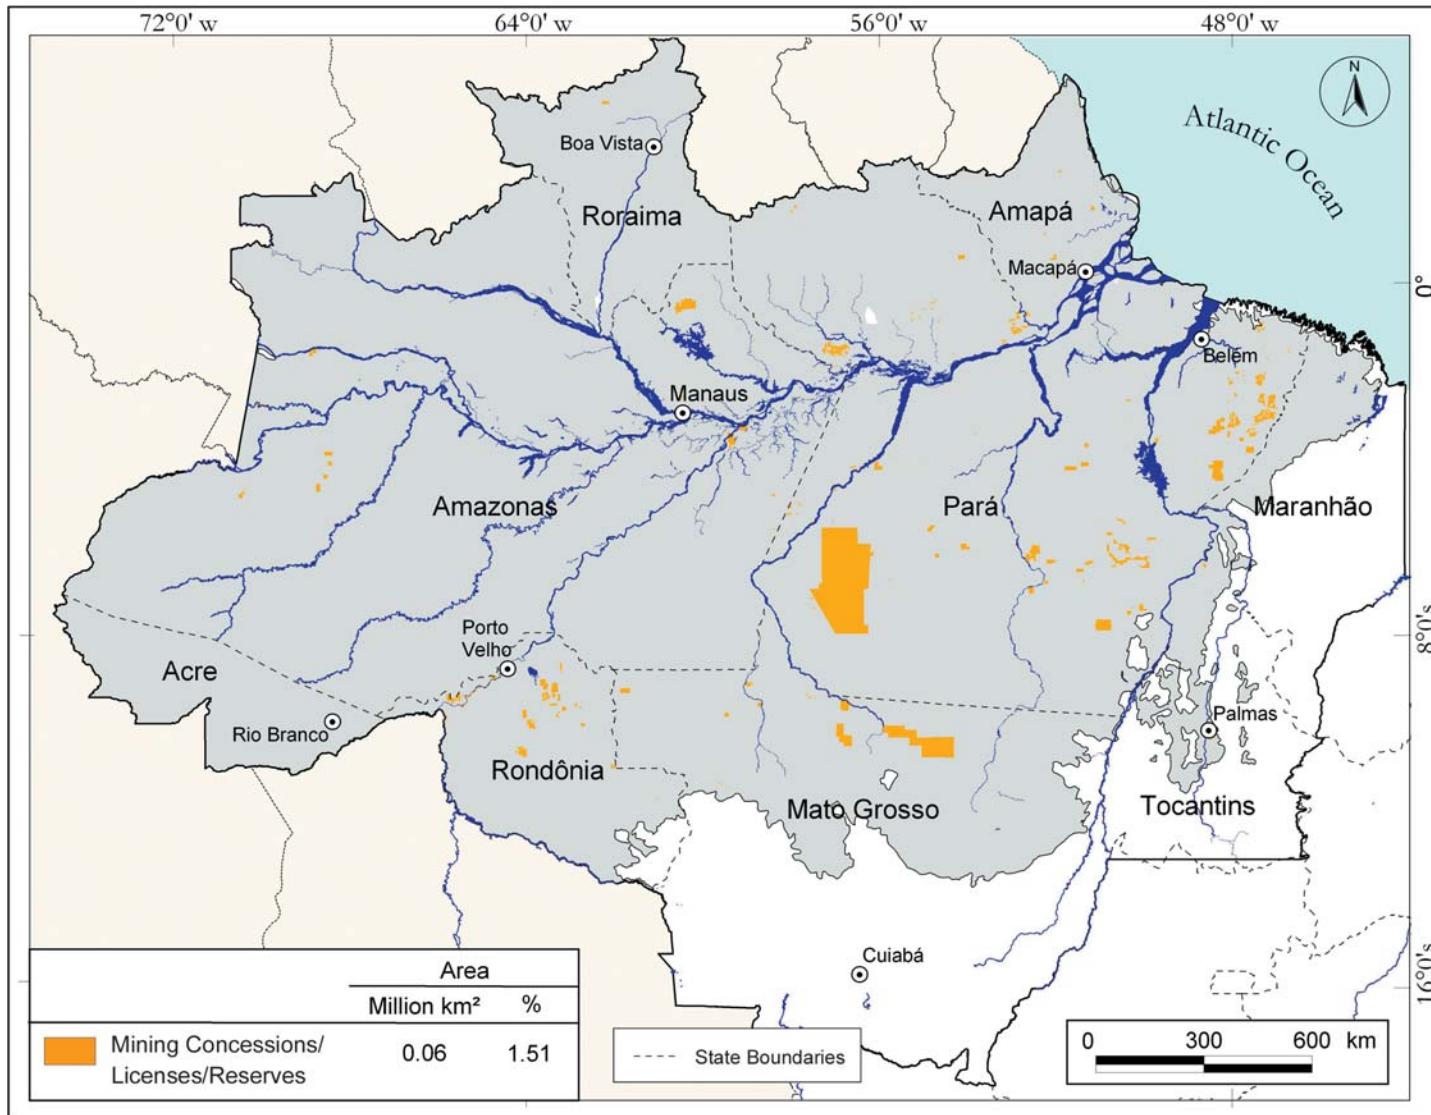 72°0' w
64°0' w
56°0' w
48°0' w
N
Atlantic Ocean
Boa Vista
Roraima
Amapá
Macapá
0°
Belém
Manaus
Amazonas
Pará
Maranhão
Porto
Velho
8°0's
Acre
Rio Branco
Palmas
Rondônia
Mato Grosso
Tocantins
Cuiabá
16°0's
Area
Million km² %
Mining Concessions/ 0.06 1.51
Licenses/Reserves
State Boundaries
0 300 600 km